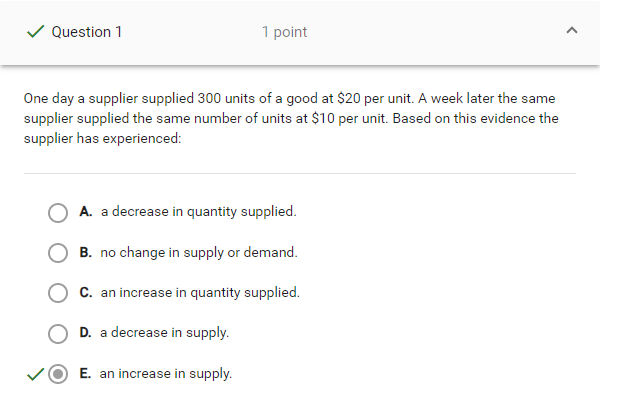 Question 1 1 point
One day a supplier supplied 300 units of a good at $20 per unit. A week later the same
supplier supplied the same number of units at $10 per unit. Based on this evidence the
supplier has experienced:
A. a decrease in quantity supplied.
B. no change in supply or demand.
C. an increase in quantity supplied.
D. a decrease in supply.
E. an increase in supply.